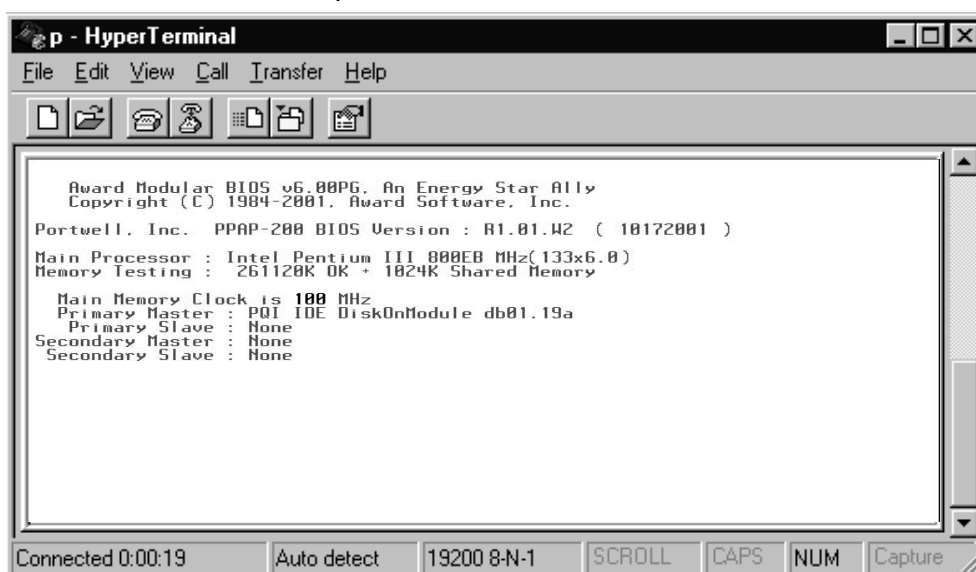 p - HyperTerminal
File Edit View Call Transfer Help
Award Modular BIOS v6.00PG, An Energy Star Ally
Copyright (C) 1984-2001, Award Software, Inc.
Portwell, Inc. PPAP-200 BIOS Version : R1.01.W2 ( 10172001 )
Main Processor : Intel Pentium III 800EB MHz(133x6.0)
Memory Testing : 261120K OK + 1024K Shared Memory
Main Memory Clock is 100 MHz
Primary Master : PQI IDE DiskOnModule db01.19a
Primary Slave : None
Secondary Master : None
Secondary Slave : None
Connected 0:00:19 Auto detect 19200 8-N-1 SCROLL CAPS NUM Capture